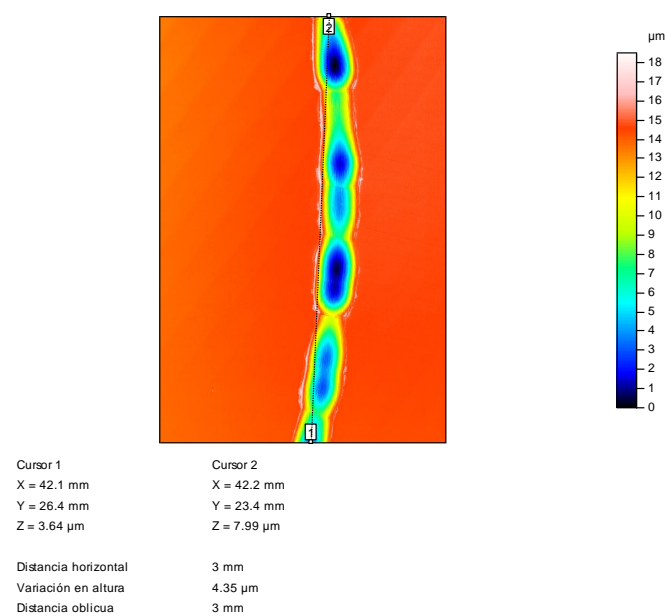 2
µm
18
17
16
15
14
13
12
11
10
9
8
7
6
5
4
3
2
1
0
1
Cursor 1 Cursor 2
X = 42.1 mm X = 42.2 mm
Y = 26.4 mm Y = 23.4 mm
Z = 3.64 µm Z = 7.99 µm
Distancia horizontal 3 mm
Variación en altura 4.35 µm
Distancia oblicua 3 mm